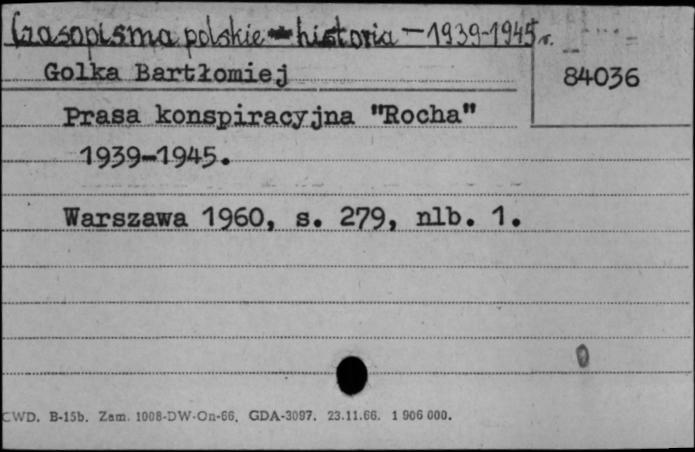 Czasopisma polskie - historia - 1939-1945 r.
Golka Bartłomiej
84036
Prasa konspiracyjna "Rocha"
1939-1945.
Warszawa 1960, s. 279, nlb. 1.
CWD. B-15b. Zam. 1008-DW-On-66. GDA-3097. 23.11.66. 1 906 000.